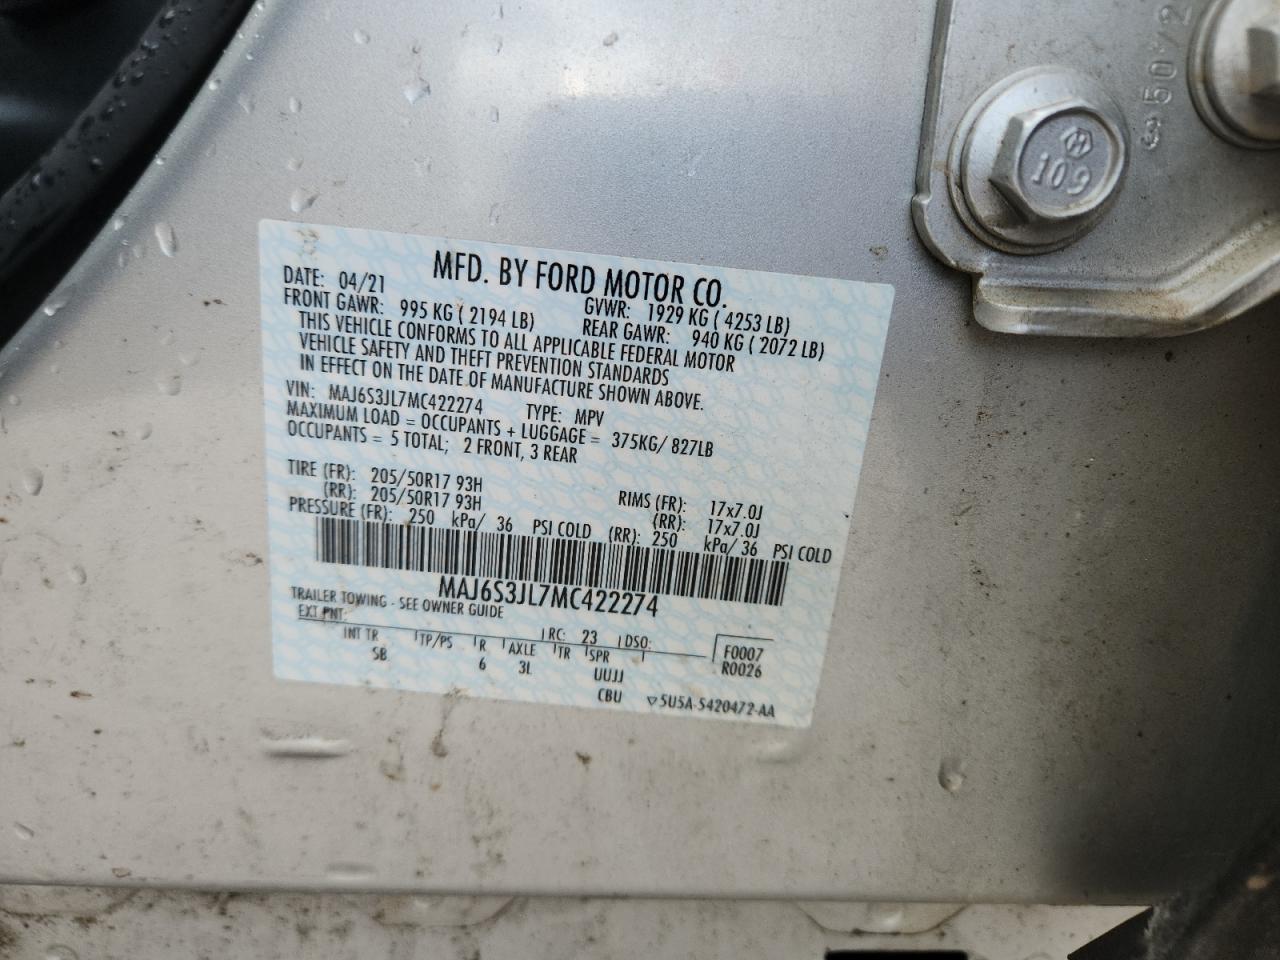 MFD. BY FORD MOTOR CO.
DATE: 04/21 GVWR: 1929 KG ( 4253 LB)
FRONT GAWR: 995 KG ( 2194 LB) REAR GAWR: 940 KG ( 2072 LB)
THIS VEHICLE CONFORMS TO ALL APPLICABLE FEDERAL MOTOR
VEHICLE SAFETY AND THEFT PREVENTION STANDARDS
IN EFFECT ON THE DATE OF MANUFACTURE SHOWN ABOVE.
VIN: MAJ6S3JL7MC422274 TYPE: MPV
MAXIMUM LOAD = OCCUPANTS + LUGGAGE = 375KG/ 827LB
OCCUPANTS = 5 TOTAL; 2 FRONT, 3 REAR
TIRE (FR): 205/50R17 93H RIMS (FR): 17x7.0J
(RR): 205/50R17 93H (RR): 17x7.0J
PRESSURE (FR): 250 kPa/ 36 PSI COLD (RR): 250 kPa/ 36 PSI COLD
MAJ6S3JL7MC422274
TRAILER TOWING - SEE OWNER GUIDE
EXT PNT: RC: 23 DSO: F0007
INT TR TP/PS R AXLE TR SPR R0026
SB 6 3L UUJJ
CBU ▽5U5A-5420472-AA
109
35072